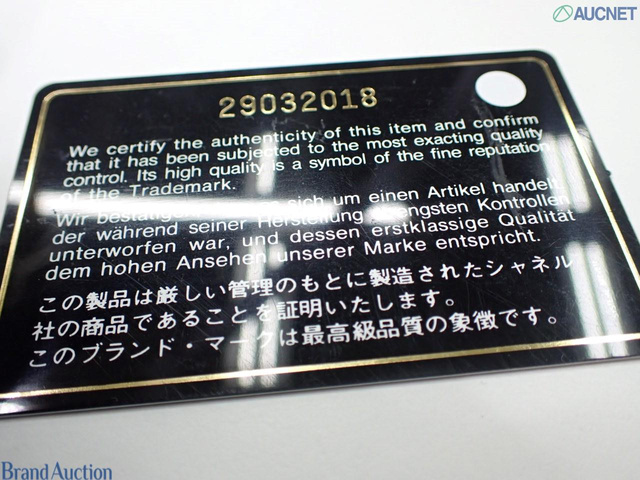 AUCNET
29032018
We certify the authenticity of this item and confirm
that it has been subjected to the most exacting quality
control. Its high quality is a symbol of the fine reputation
of the Trademark.
Wir bestätigen, sich um einen Artikel handelt,
der während seiner Herstellung strengsten Kontrollen
unterworfen war, und dessen erstklassige Qualität
dem hohen Ansehen unserer Marke entspricht.
この製品は厳しい管理のもとに製造されたシャネル
社の商品であることを証明いたします。
このブランド・マークは最高級品質の象徴です。
Brand Auction